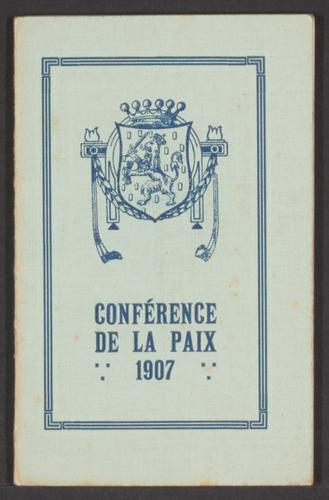 CONFÉRENCE
DE LA PAIX
1907